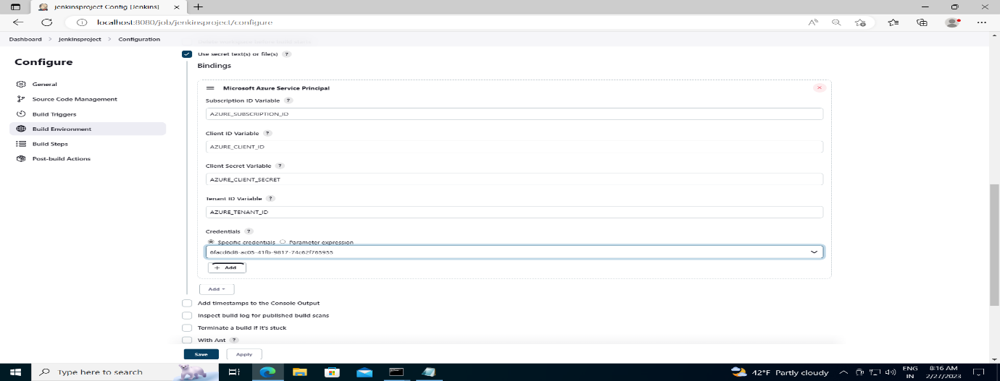 jenkinsproject Config [Jenkins]
localhost:8080/job/jenkinsproject/configure
Dashboard > jenkinsproject > Configuration
Configure
General
Source Code Management
Build Triggers
Build Environment
Build Steps
Post-build Actions
Use secret text(s) or file(s) ?
Bindings
Microsoft Azure Service Principal
Subscription ID Variable ?
AZURE_SUBSCRIPTION_ID
Client ID Variable ?
AZURE_CLIENT_ID
Client Secret Variable ?
AZURE_CLIENT_SECRET
Tenant ID Variable ?
AZURE_TENANT_ID
Credentials ?
Specific credentials Parameter expression
6facd6d8-ac05-41fb-9817-74c62f765955
+ Add
Add
Add timestamps to the Console Output
Inspect build log for published build scans
Terminate a build if it's stuck
With Ant ?
Save Apply
Type here to search
42°F Partly cloudy
ENG
IN
8:16 AM
2/27/2023